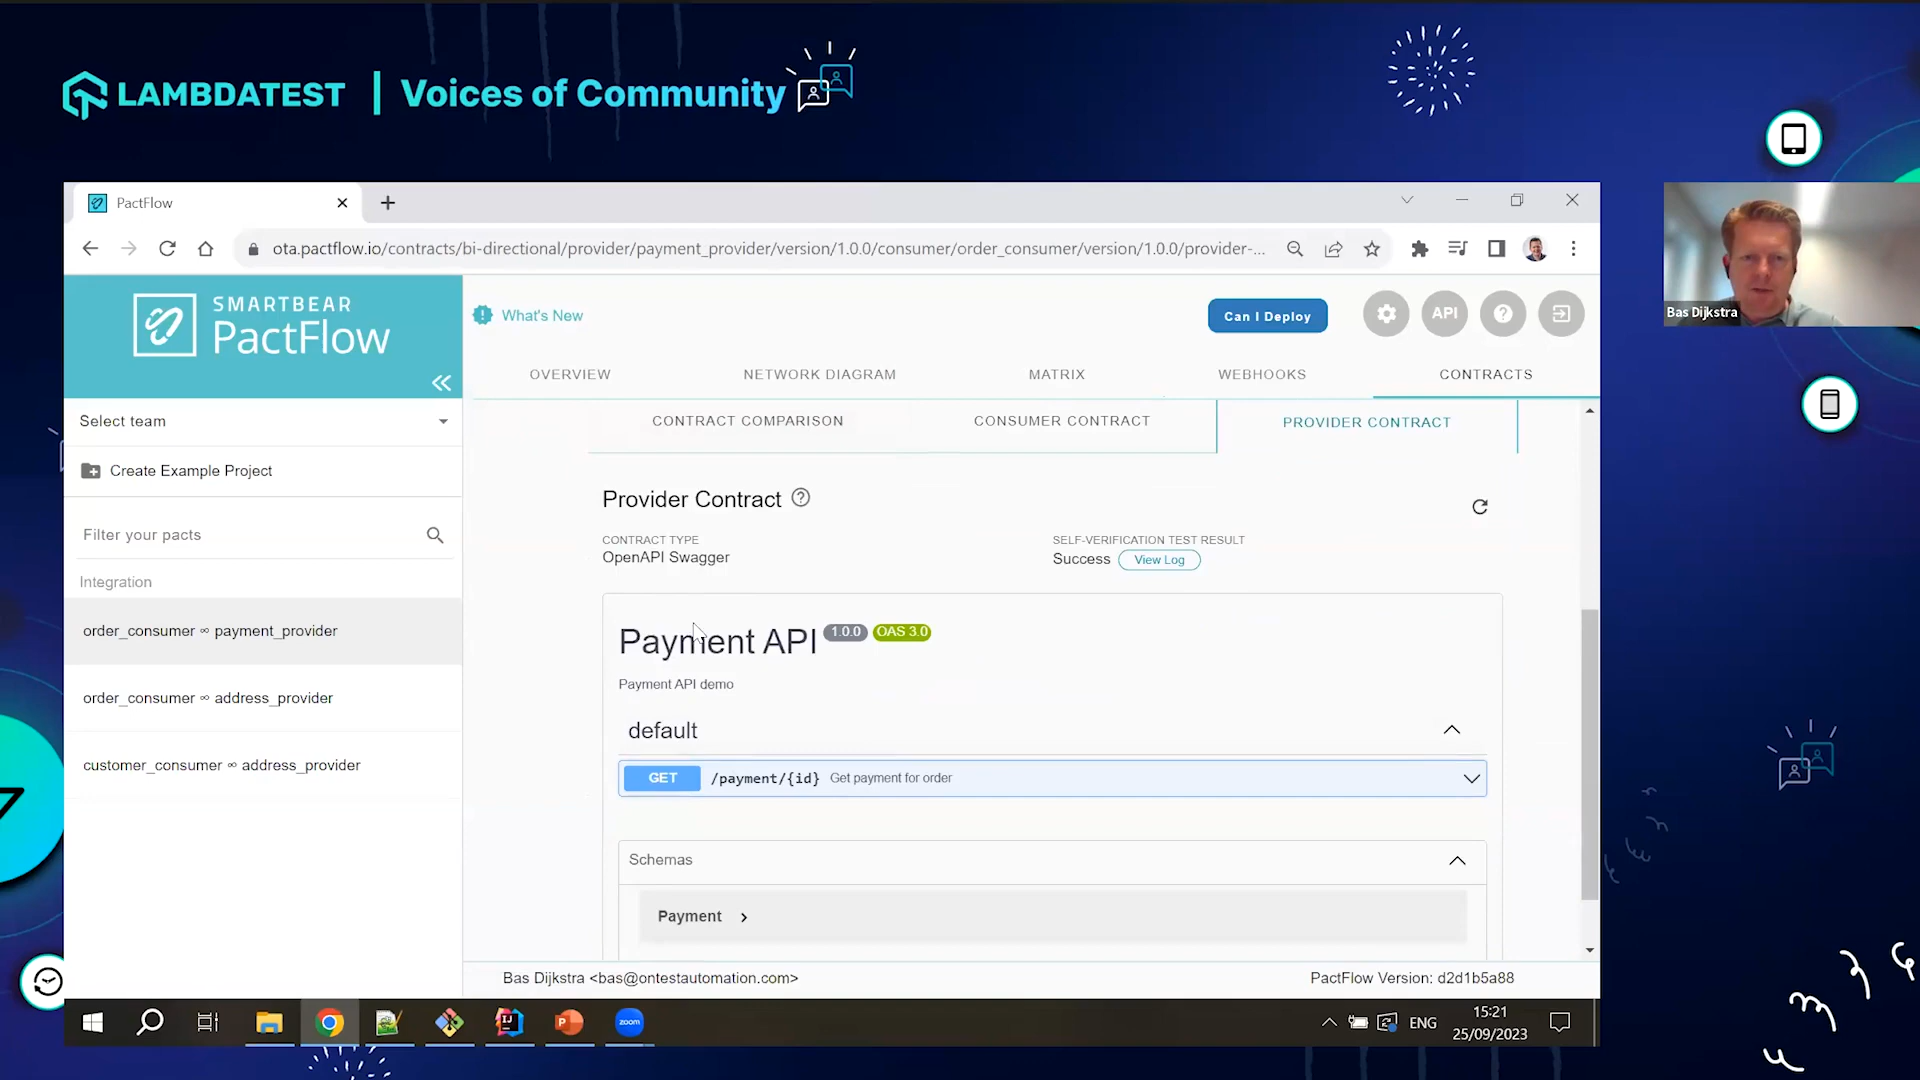 LAMBDATEST | Voices of Community
PactFlow
ota.pactflow.io/contracts/bi-directional/provider/payment_provider/version/1.0.0/consumer/order_consumer/version/1.0.0/provider-...
Bas Dijkstra
SMARTBEAR
PactFlow
What's New
Can I Deploy
API
OVERVIEW
NETWORK DIAGRAM
MATRIX
WEBHOOKS
CONTRACTS
Select team
Create Example Project
Filter your pacts
Integration
order_consumer ∞ payment_provider
order_consumer ∞ address_provider
customer_consumer ∞ address_provider
CONTRACT COMPARISON
CONSUMER CONTRACT
PROVIDER CONTRACT
Provider Contract
CONTRACT TYPE
OpenAPI Swagger
SELF-VERIFICATION TEST RESULT
Success View Log
Payment API 1.0.0 OAS 3.0
Payment API demo
default
GET /payment/{id} Get payment for order
Schemas
Payment
Bas Dijkstra <bas@ontestautomation.com>
PactFlow Version: d2d1b5a88
zoom
ENG
15:21
25/09/2023